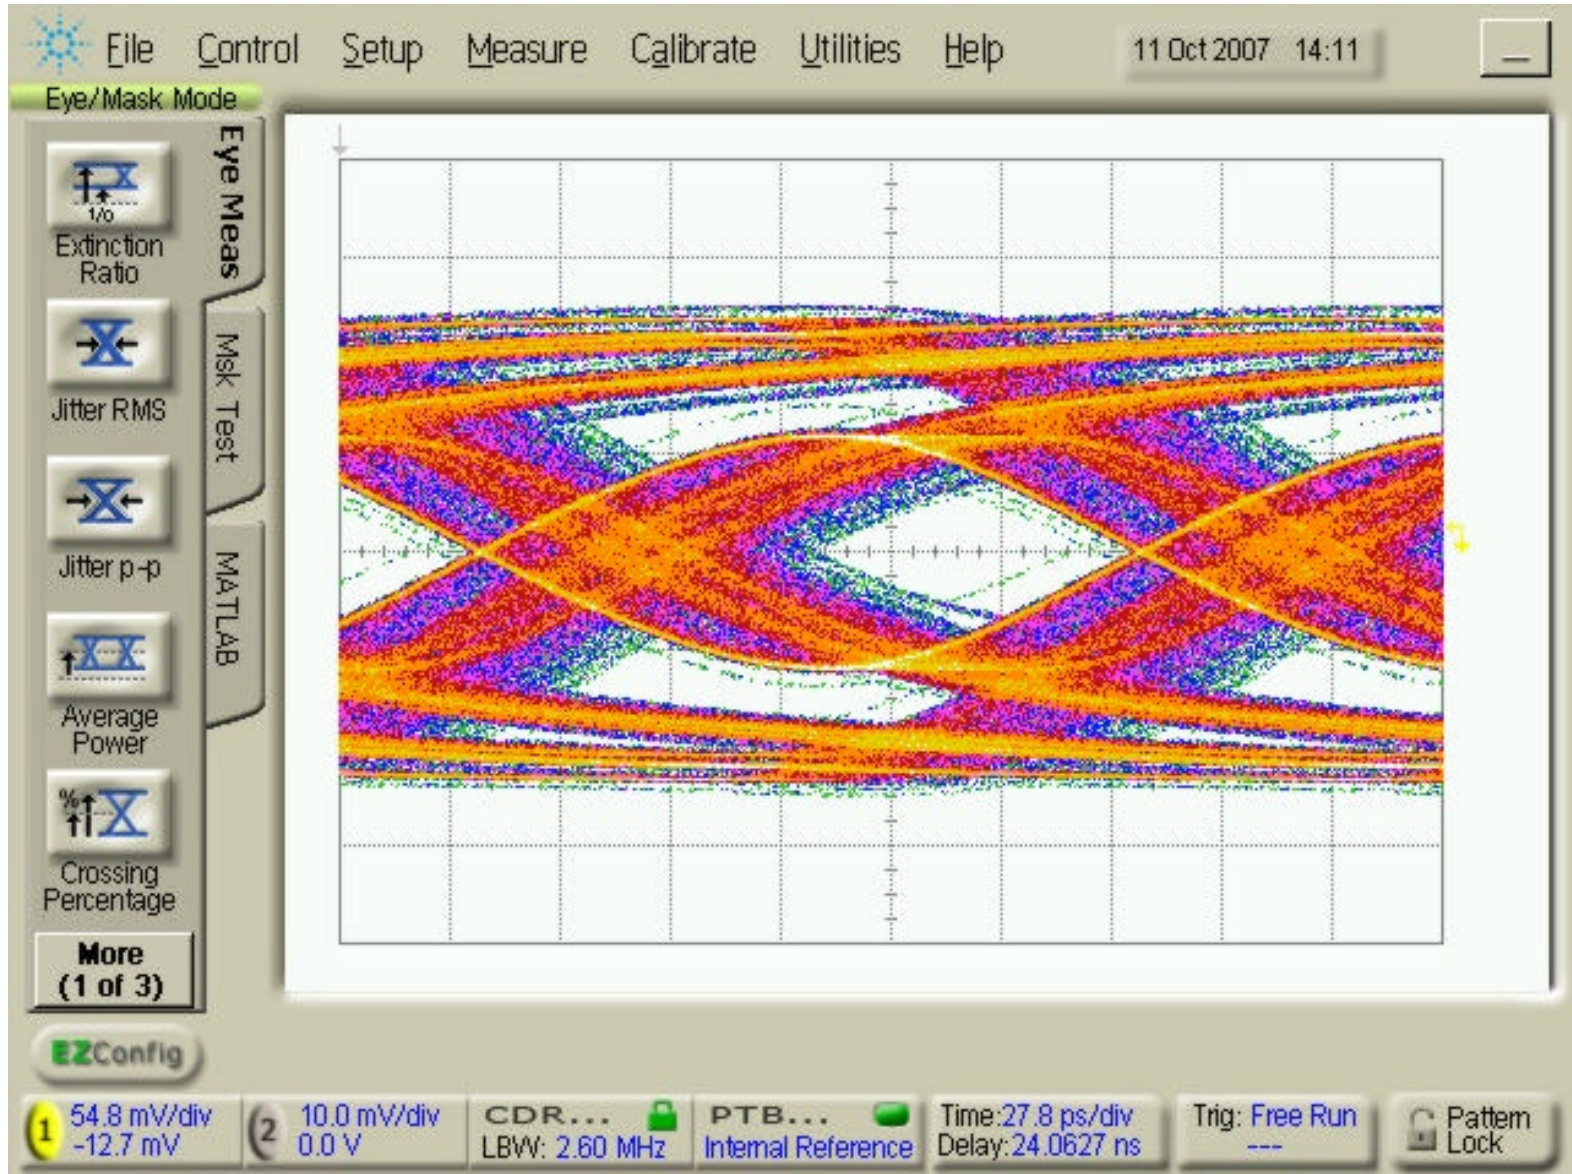 File Control Setup Measure Calibrate Utilities Help 11 Oct 2007 14:11
Eye/Mask Mode
Eye Meas
Msk Test
MATLAB
1/0
Extinction
Ratio
Jitter RMS
Jitter p-p
Average
Power
%
Crossing
Percentage
More
(1 of 3)
EZConfig
1 54.8 mV/div
-12.7 mV
2 10.0 mV/div
0.0 V
CDR...
LBW: 2.60 MHz
PTB...
Internal Reference
Time:27.8 ps/div
Delay:24.0627 ns
Trig: Free Run
---
Pattern
Lock